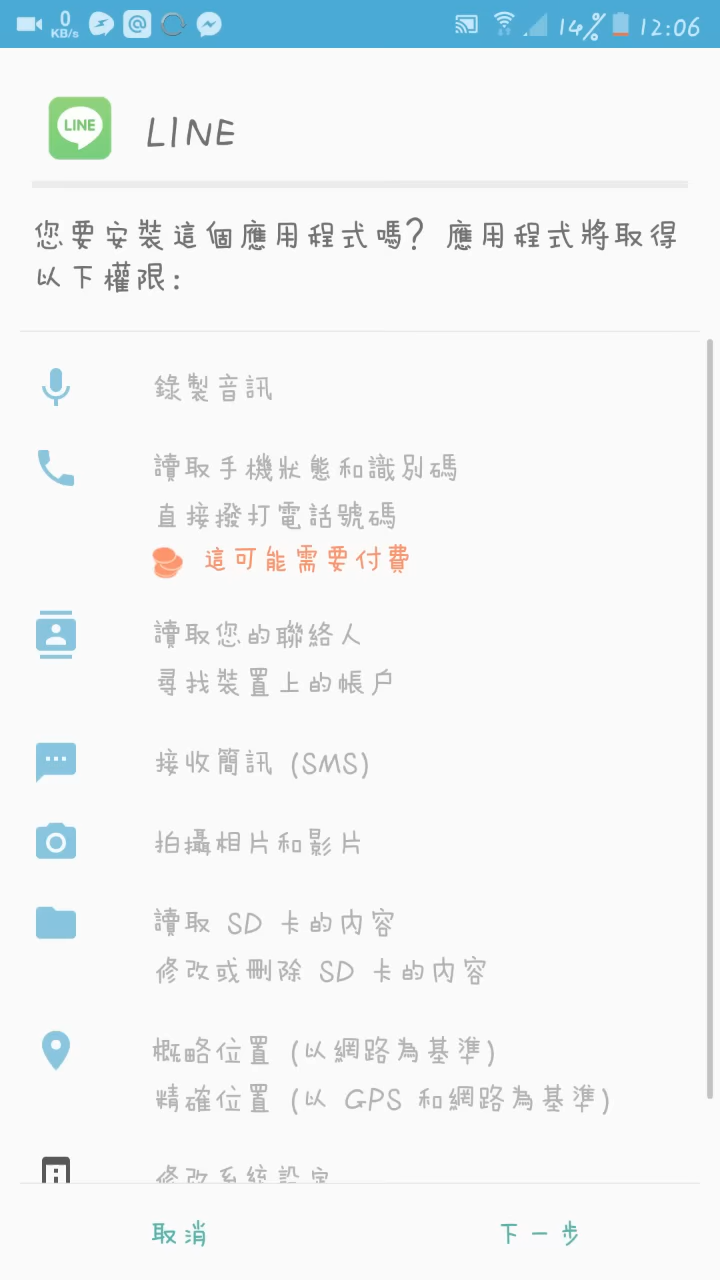 0
KB/s
14% 12:06
LINE
LINE
您要安裝這個應用程式嗎？ 應用程式將取得
以下權限：
錄製音訊
讀取手機狀態和識別碼
直接撥打電話號碼
這可能需要付費
讀取您的聯絡人
尋找裝置上的帳戶
接收簡訊 (SMS)
拍攝相片和影片
讀取 SD 卡的內容
修改或刪除 SD 卡的內容
概略位置 (以網路為基準)
精確位置 (以 GPS 和網路為基準)
修改系統設定
取消
下一步